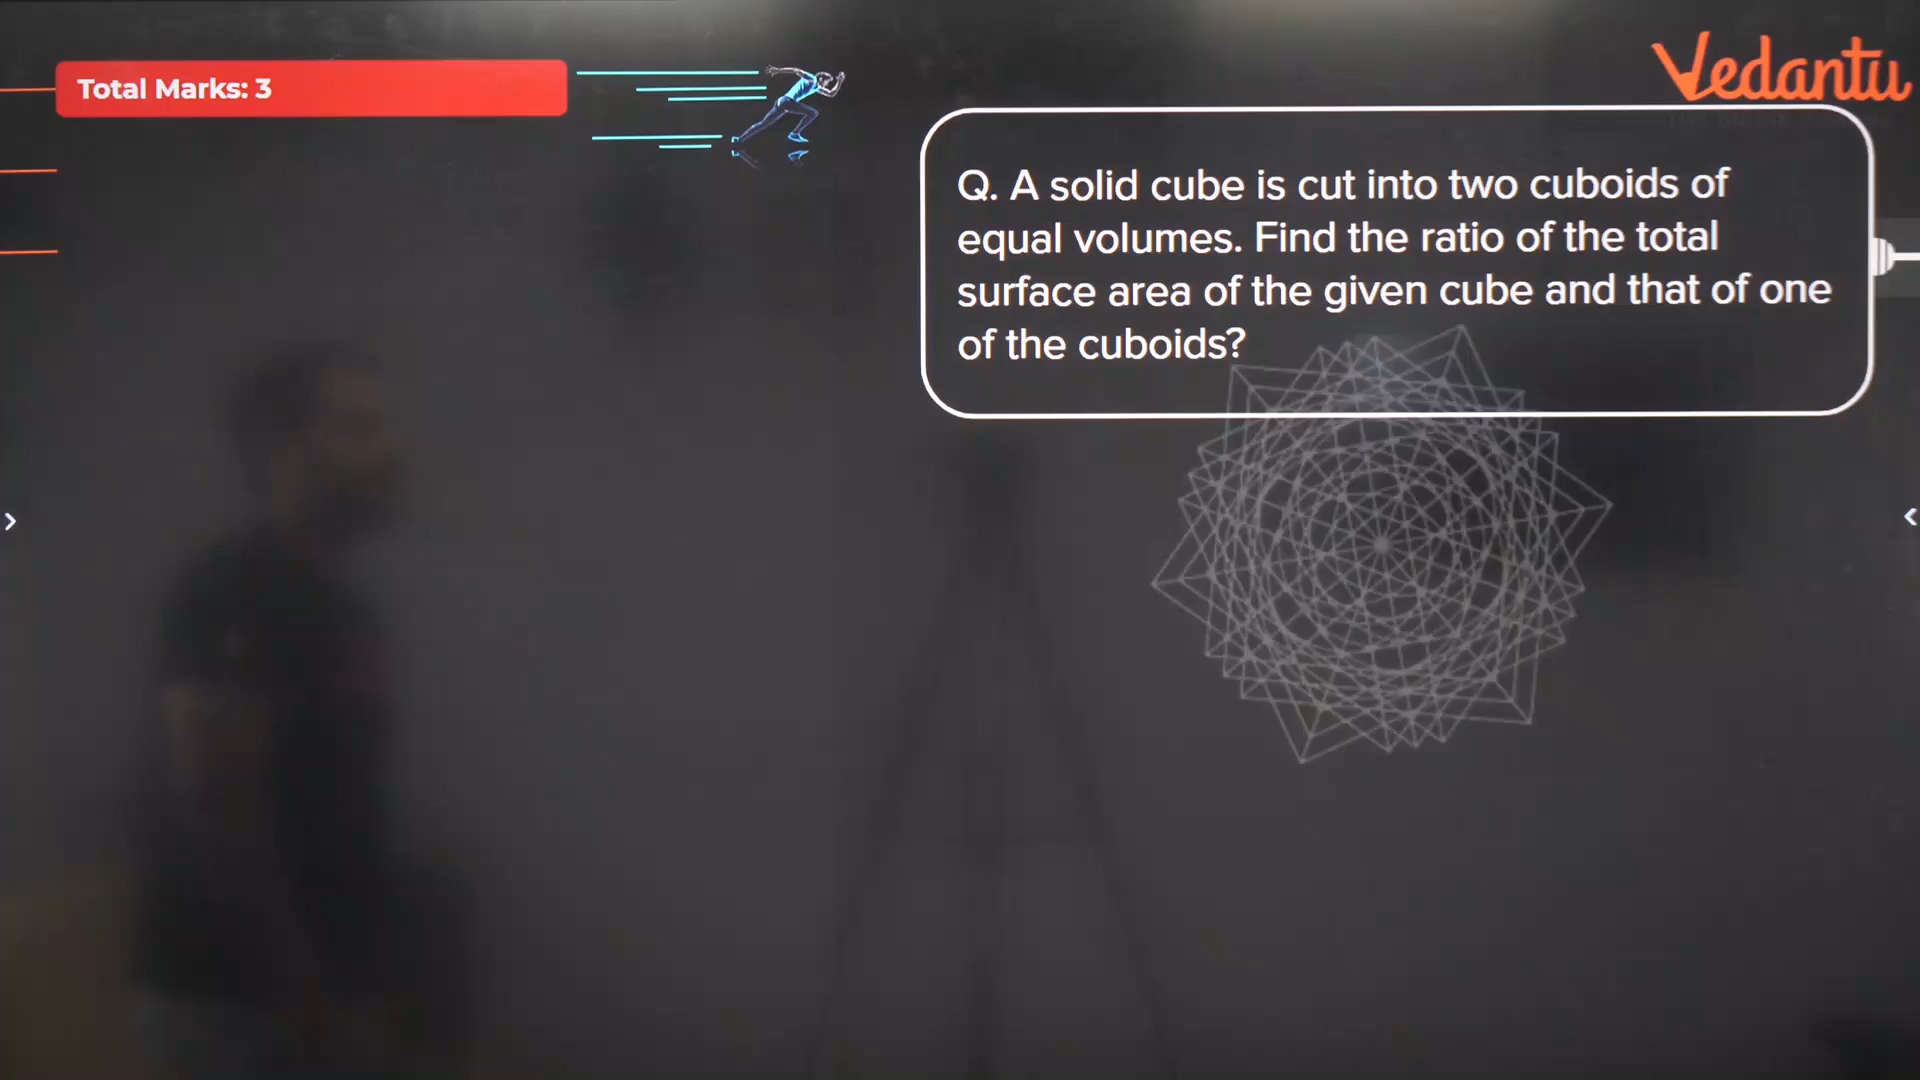 Total Marks: 3
Vedantu
Q. A solid cube is cut into two cuboids of
equal volumes. Find the ratio of the total
surface area of the given cube and that of one
of the cuboids?